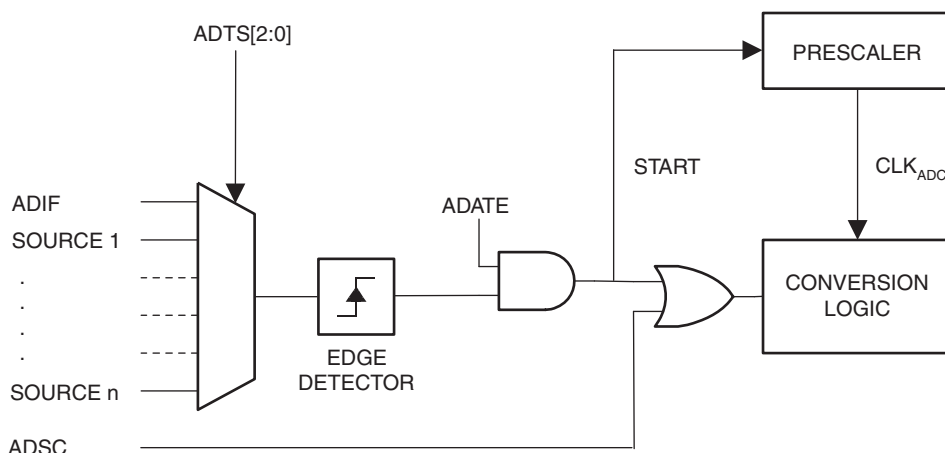 ADTS[2:0]
PRESCALER
START
CLKADC
ADIF
ADATE
SOURCE 1
.
.
.
.
CONVERSION
LOGIC
EDGE
DETECTOR
SOURCE n
ADSC